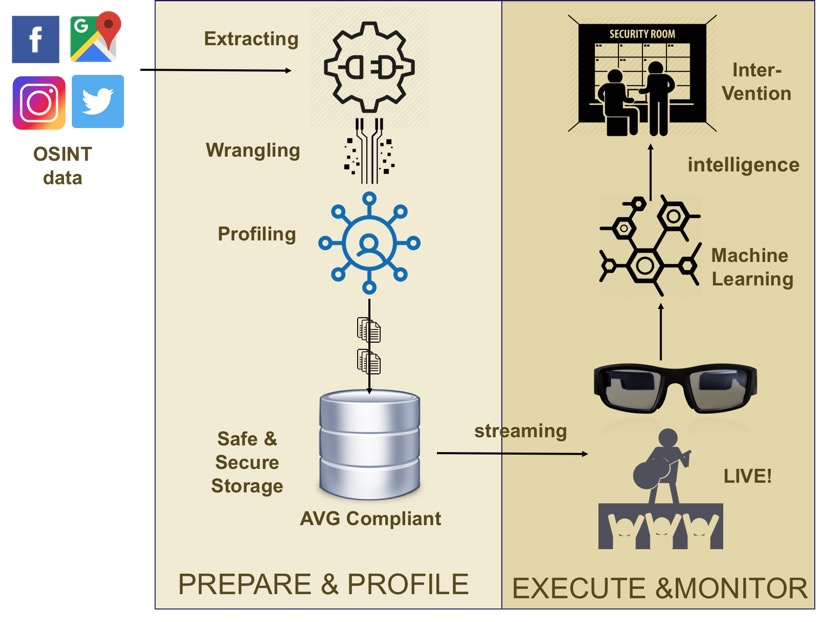 OSINT
data
Extracting
Wrangling
Profiling
Safe &
Secure
Storage
AVG Compliant
PREPARE & PROFILE
streaming
SECURITY ROOM
Inter-
Vention
intelligence
Machine
Learning
LIVE!
EXECUTE &MONITOR